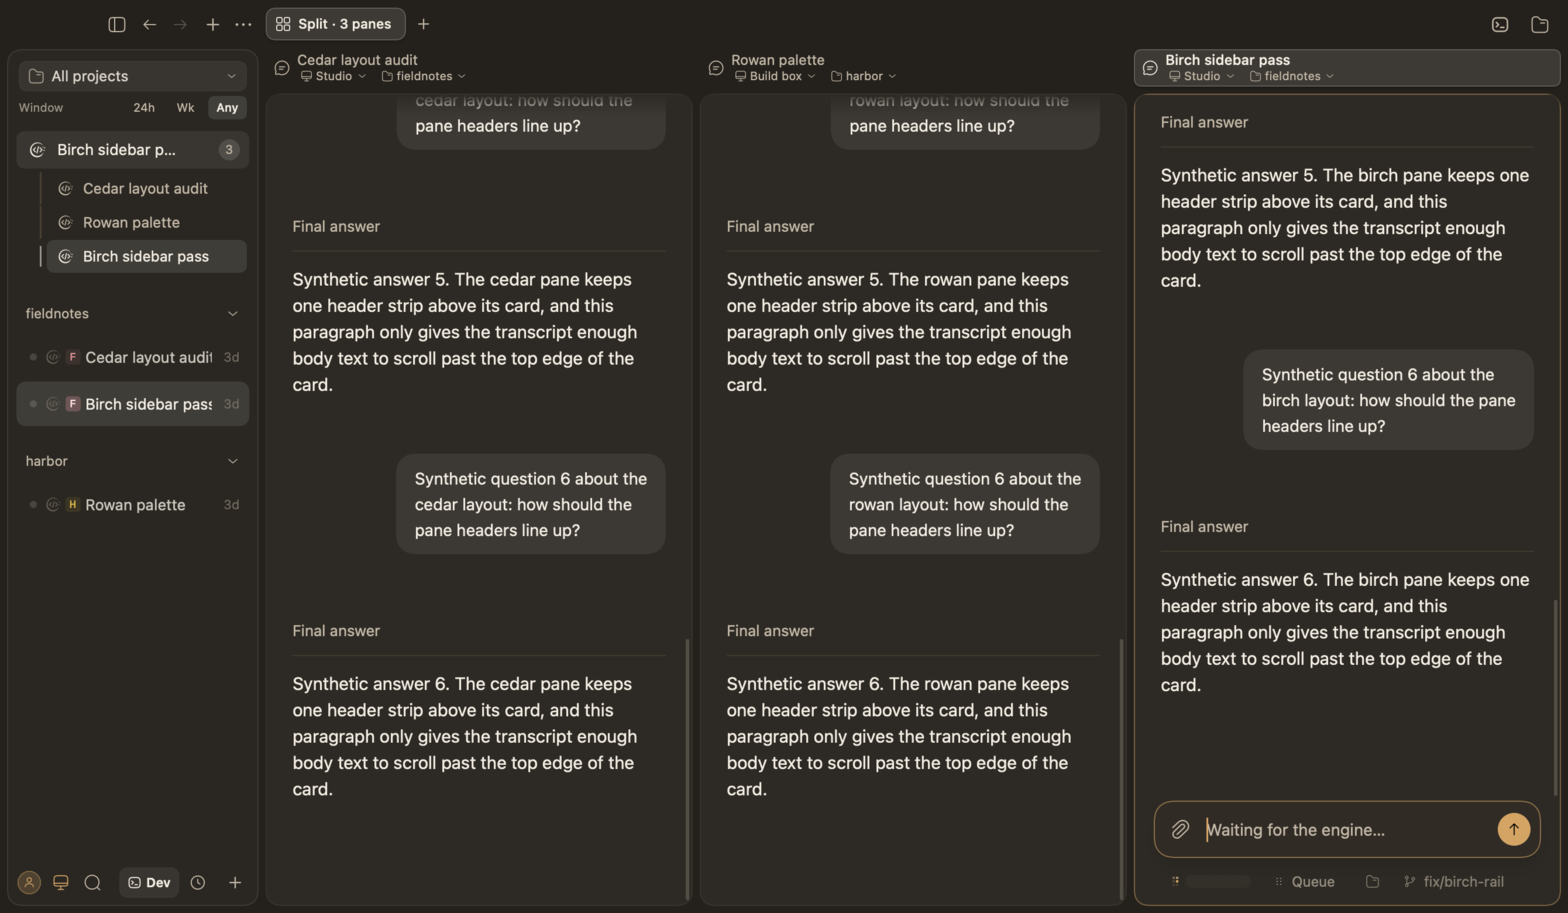 Split · 3 panes
All projects
Window 24h Wk Any
Birch sidebar p... 3
Cedar layout audit
Rowan palette
Birch sidebar pass
fieldnotes
F Cedar layout audit 3d
F Birch sidebar pass 3d
harbor
H Rowan palette 3d
Dev
Cedar layout audit
Studio fieldnotes
cedar layout: how should the
pane headers line up?
Final answer
Synthetic answer 5. The cedar pane keeps
one header strip above its card, and this
paragraph only gives the transcript enough
body text to scroll past the top edge of the
card.
Synthetic question 6 about the
cedar layout: how should the
pane headers line up?
Final answer
Synthetic answer 6. The cedar pane keeps
one header strip above its card, and this
paragraph only gives the transcript enough
body text to scroll past the top edge of the
card.
Rowan palette
Build box harbor
rowan layout: how should the
pane headers line up?
Final answer
Synthetic answer 5. The rowan pane keeps
one header strip above its card, and this
paragraph only gives the transcript enough
body text to scroll past the top edge of the
card.
Synthetic question 6 about the
rowan layout: how should the
pane headers line up?
Final answer
Synthetic answer 6. The rowan pane keeps
one header strip above its card, and this
paragraph only gives the transcript enough
body text to scroll past the top edge of the
card.
Birch sidebar pass
Studio fieldnotes
Final answer
Synthetic answer 5. The birch pane keeps one
header strip above its card, and this
paragraph only gives the transcript enough
body text to scroll past the top edge of the
card.
Synthetic question 6 about the
birch layout: how should the pane
headers line up?
Final answer
Synthetic answer 6. The birch pane keeps one
header strip above its card, and this
paragraph only gives the transcript enough
body text to scroll past the top edge of the
card.
Waiting for the engine...
Queue fix/birch-rail